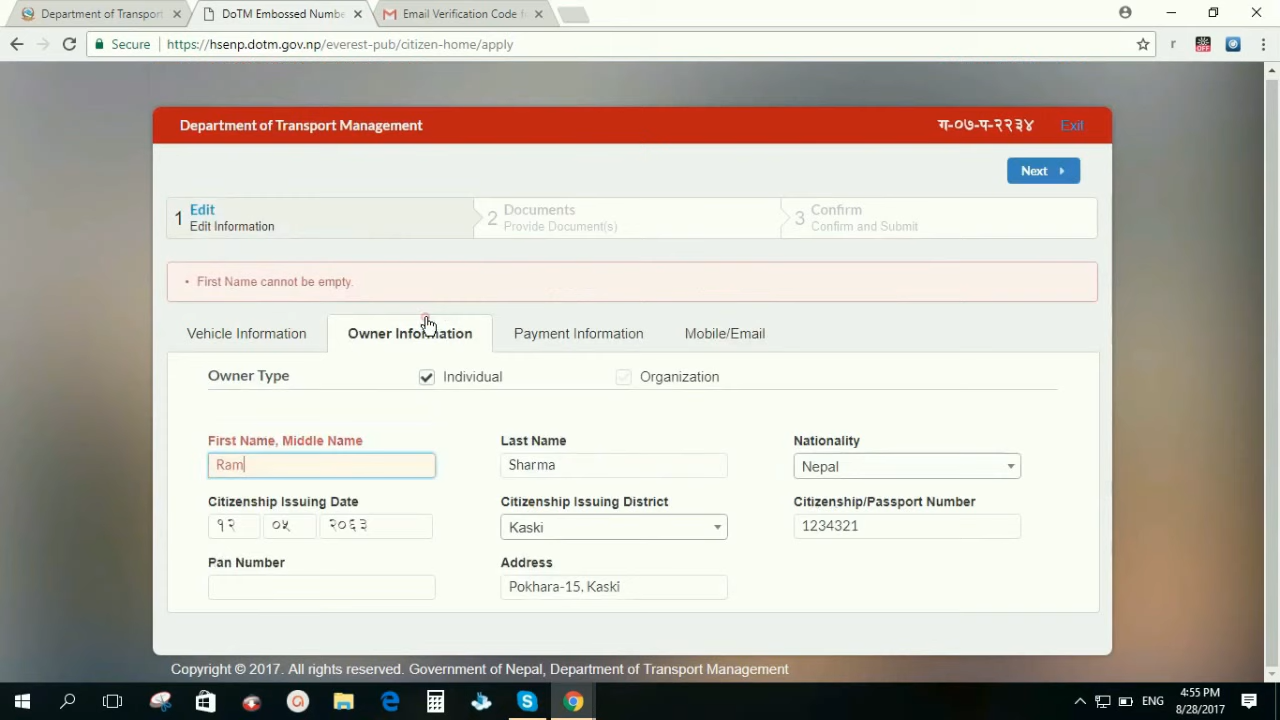 Department of Transport
DoTM Embossed Numbe
Email Verification Code f
Secure
https://hsenp.dotm.gov.np/everest-pub/citizen-home/apply
r
OFF
Department of Transport Management
ग-०७-प-२२३४
Exit
Next
1
Edit
Edit Information
2
Documents
Provide Document(s)
3
Confirm
Confirm and Submit
• First Name cannot be empty.
Vehicle Information
Owner Information
Payment Information
Mobile/Email
Owner Type
Individual
Organization
First Name, Middle Name
Last Name
Nationality
Ram
Sharma
Nepal
Citizenship Issuing Date
Citizenship Issuing District
Citizenship/Passport Number
१२
०५
२०६३
Kaski
1234321
Pan Number
Address
Pokhara-15, Kaski
Copyright © 2017. All rights reserved. Government of Nepal, Department of Transport Management
ENG
4:55 PM
8/28/2017